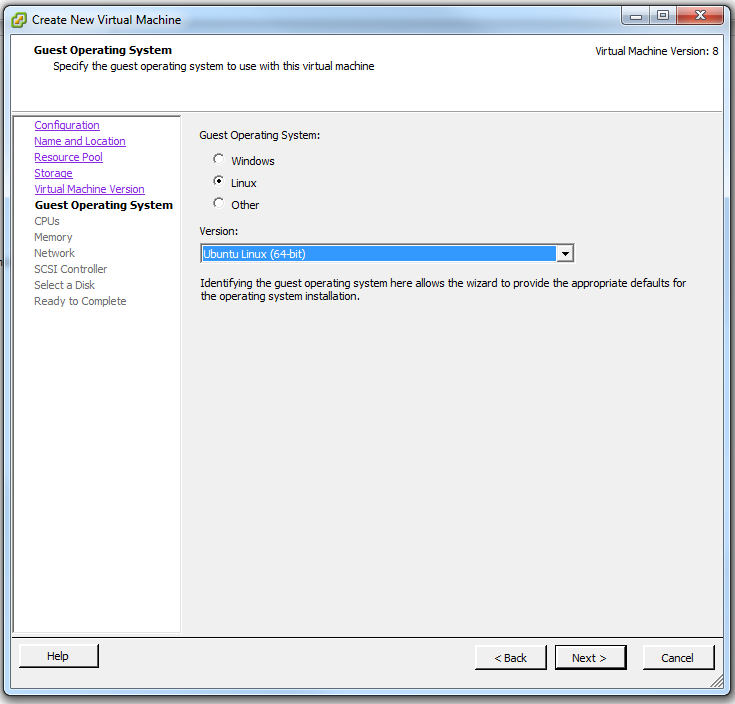 Create New Virtual Machine
Guest Operating System
Virtual Machine Version: 8
Specify the guest operating system to use with this virtual machine
Configuration
Name and Location
Resource Pool
Storage
Virtual Machine Version
Guest Operating System
CPUs
Memory
Network
SCSI Controller
Select a Disk
Ready to Complete
Guest Operating System:
Windows
Linux
Other
Version:
Ubuntu Linux (64-bit)
Identifying the guest operating system here allows the wizard to provide the appropriate defaults for
the operating system installation.
Help
< Back
Next >
Cancel